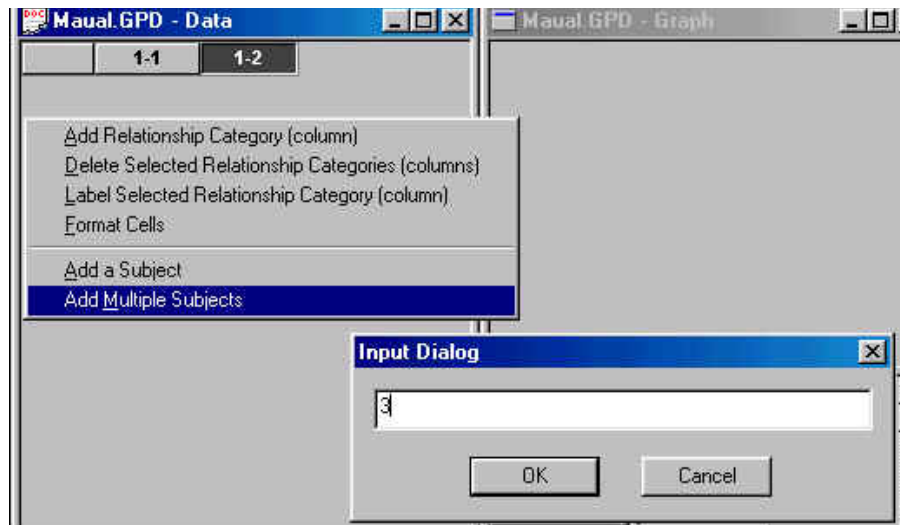 DOC
Maual.GPD - Data
Maual.GPD - Graph
1-1
1-2
Add Relationship Category (column)
Delete Selected Relationship Categories (columns)
Label Selected Relationship Category (column)
Format Cells
Add a Subject
Add Multiple Subjects
Input Dialog
3
OK
Cancel